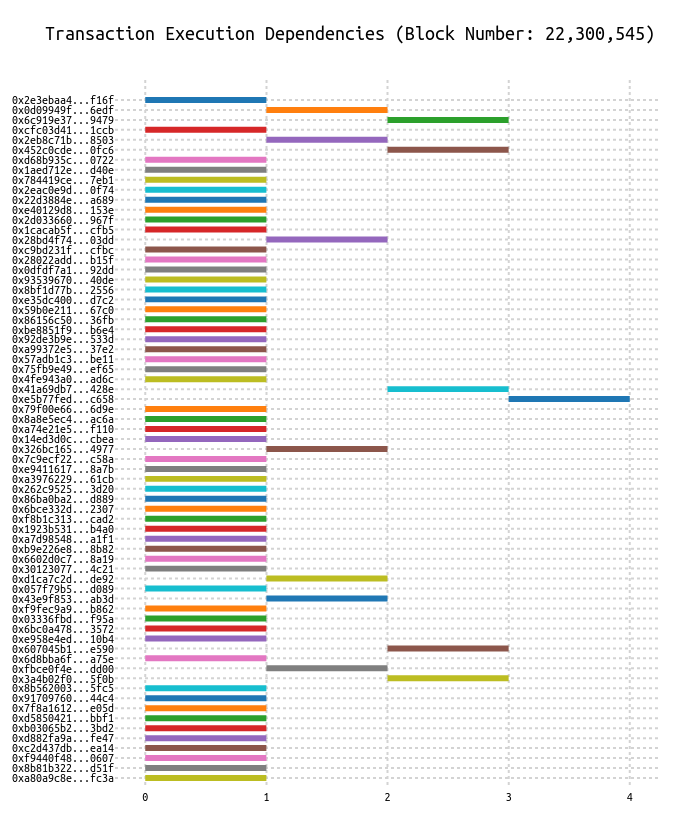 Transaction Execution Dependencies (Block Number: 22,300,545)
0x2e3ebaa4...f16f
0x0d09949f...6edf
0x6c919e37...9479
0xcfc03d41...1ccb
0x2eb8c71b...8503
0x452c0cde...0fc6
0xd68b935c...0722
0x1aed712e...d40e
0x784419ce...7eb1
0x2eac0e9d...0f74
0x22d3884e...a689
0xe40129d8...153e
0x2d033660...967f
0x1cacab5f...cfb5
0x28bd4f74...03dd
0xc9bd231f...cfbc
0x28022add...b15f
0x0dfdf7a1...92dd
0x93539670...40de
0x8bf1d77b...2556
0xe35dc400...d7c2
0x59b0e211...67c0
0x86156c50...36fb
0xbe8851f9...b6e4
0x92de3b9e...533d
0xa99372e5...37e2
0x57adb1c3...be11
0x75fb9e49...ef65
0x4fe943a0...ad6c
0x41a69db7...428e
0xe5b77fed...c658
0x79f00e66...6d9e
0x8a8e5ec4...ac6a
0xa74e21e5...f110
0x14ed3d0c...cbea
0x326bc165...4977
0x7c9ecf22...c58a
0xe9411617...8a7b
0xa3976229...61cb
0x262c9525...3d20
0x86ba0ba2...d889
0x6bce332d...2307
0xf8b1c313...cad2
0x1923b531...b4a0
0xa7d98548...a1f1
0xb9e226e8...8b82
0x6602d0c7...8a19
0x30123077...4c21
0xd1ca7c2d...de92
0x057f79b5...d089
0x43e9f853...ab3d
0xf9fec9a9...b862
0x03336fbd...f95a
0x6bc0a478...3572
0xe958e4ed...10b4
0x607045b1...e590
0x6d8bba6f...a75e
0xfbce0f4e...dd00
0x3a4b02f0...5f0b
0x8b562003...5fc5
0x91709760...44c4
0x7f8a1612...e05d
0xd5850421...bbf1
0xb03065b2...3bd2
0xd882fa9a...fe47
0xc2d437db...ea14
0xf9440f48...0607
0x8b81b322...d51f
0xa80a9c8e...fc3a
0 1 2 3 4